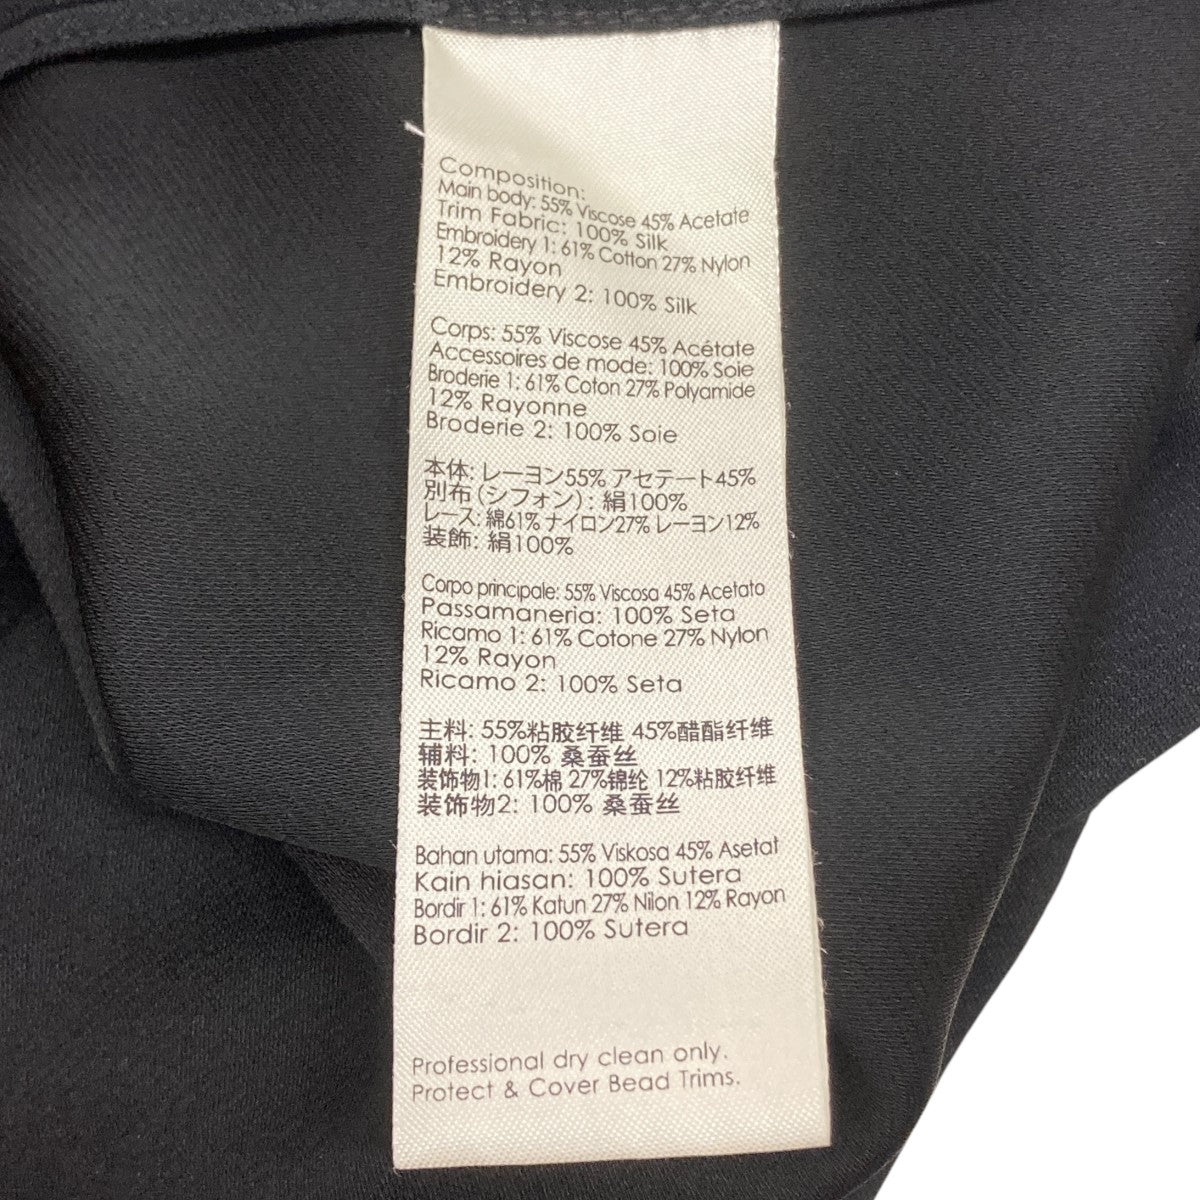 Composition:
Main body: 55% Viscose 45% Acetate
Trim Fabric: 100% Silk
Embroidery 1: 61% Cotton 27% Nylon
12% Rayon
Embroidery 2: 100% Silk
Corps: 55% Viscose 45% Acétate
Accessoires de mode: 100% Soie
Broderie 1: 61% Coton 27% Polyamide
12% Rayonne
Broderie 2: 100% Soie
本体: レーヨン55% アセテート45%
別布(シフォン): 絹100%
レース: 綿61% ナイロン27% レーヨン12%
装飾: 絹100%
Corpo principale: 55% Viscosa 45% Acetato
Passamaneria: 100% Seta
Ricamo 1: 61% Cotone 27% Nylon
12% Rayon
Ricamo 2: 100% Seta
主料: 55%粘胶纤维 45%醋酯纤维
辅料: 100% 桑蚕丝
装饰物1: 61%棉 27%锦纶 12%粘胶纤维
装饰物2: 100% 桑蚕丝
Bahan utama: 55% Viskosa 45% Asetat
Kain hiasan: 100% Sutera
Bordir 1: 61% Katun 27% Nilon 12% Rayon
Bordir 2: 100% Sutera
Professional dry clean only.
Protect & Cover Bead Trims.